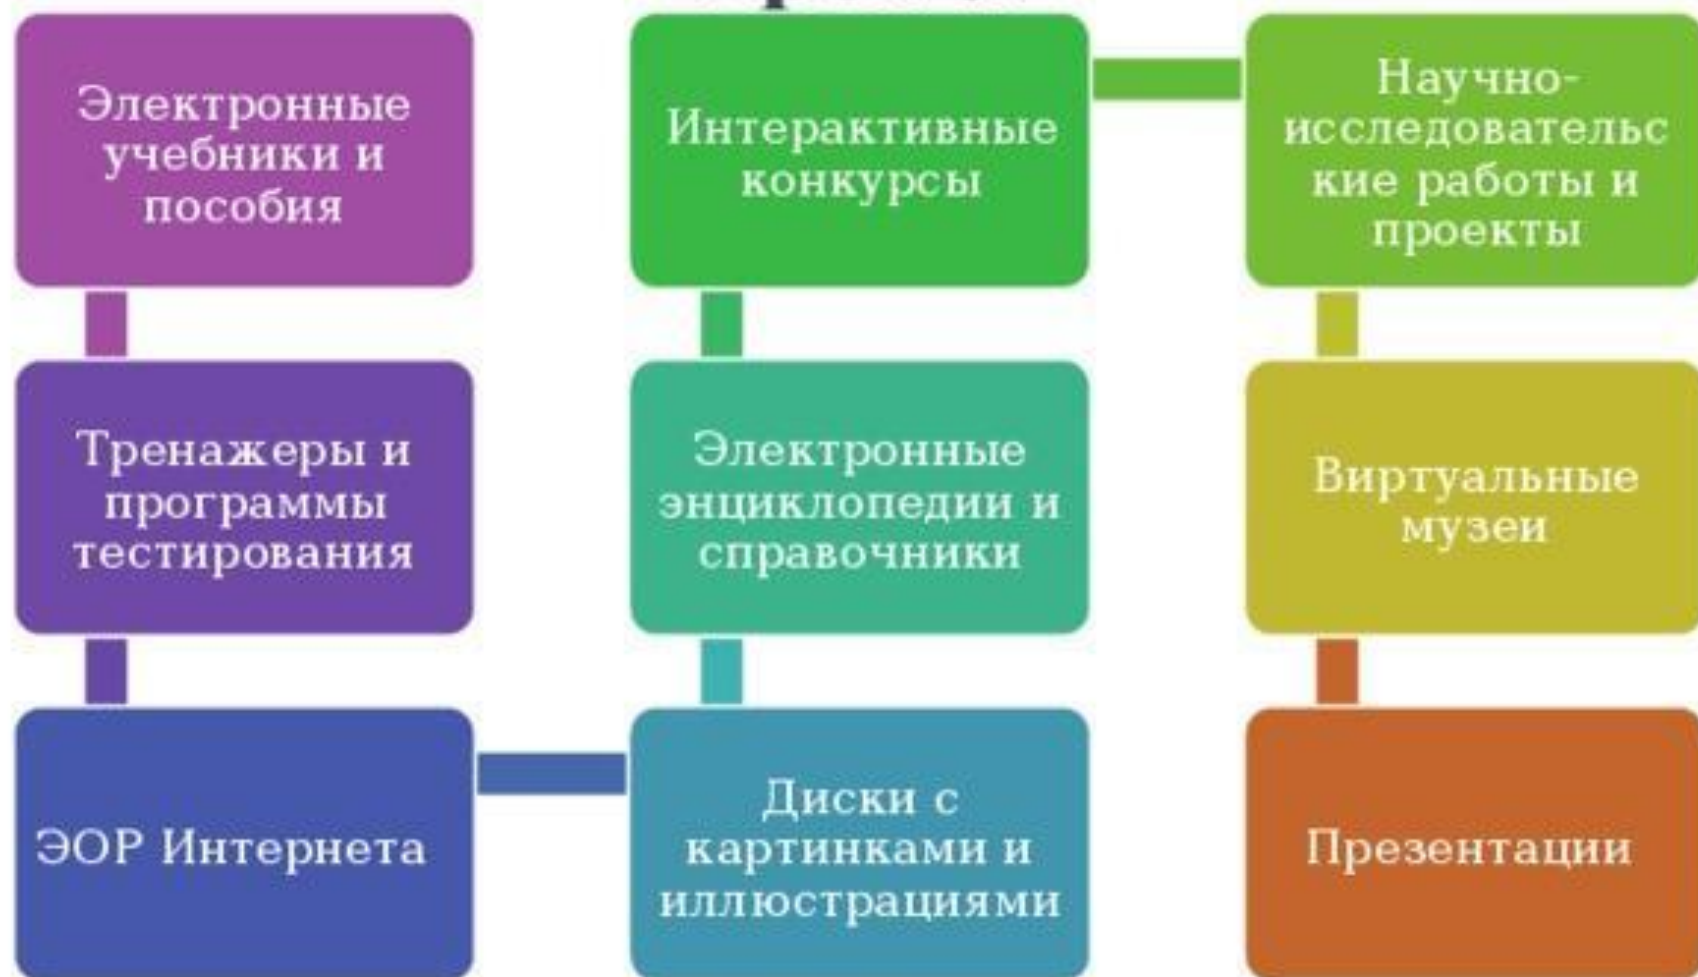 Электронные
учебники и
пособия
Тренажеры и
программы
тестирования
ЭОР Интернета
Диски с
картинками и
иллюстрациями
Электронные
энциклопедии и
справочники
Интерактивные
конкурсы
Научно-
исследовательс
кие работы и
проекты
Виртуальные
музеи
Презентации